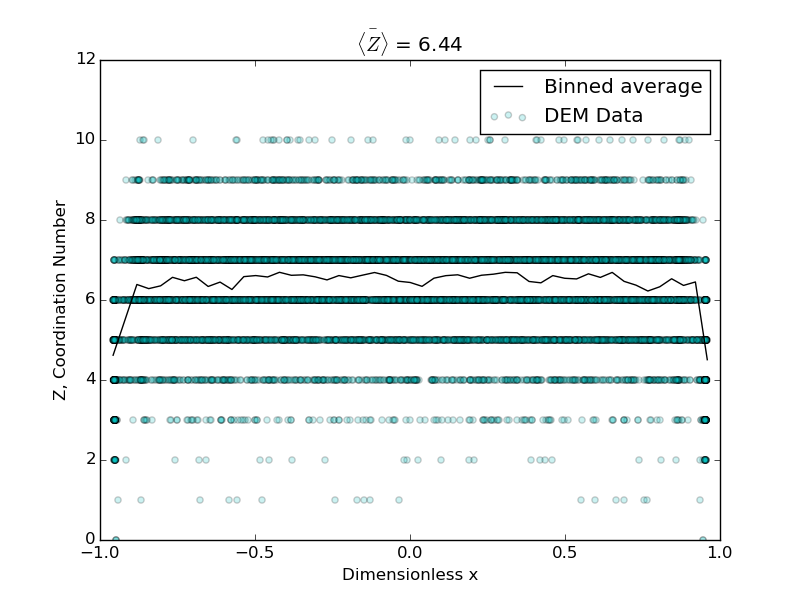 ⟨Z̄⟩ = 6.44
Binned average
DEM Data
12
10
8
6
4
2
0
Z, Coordination Number
−1.0 −0.5 0.0 0.5 1.0
Dimensionless x